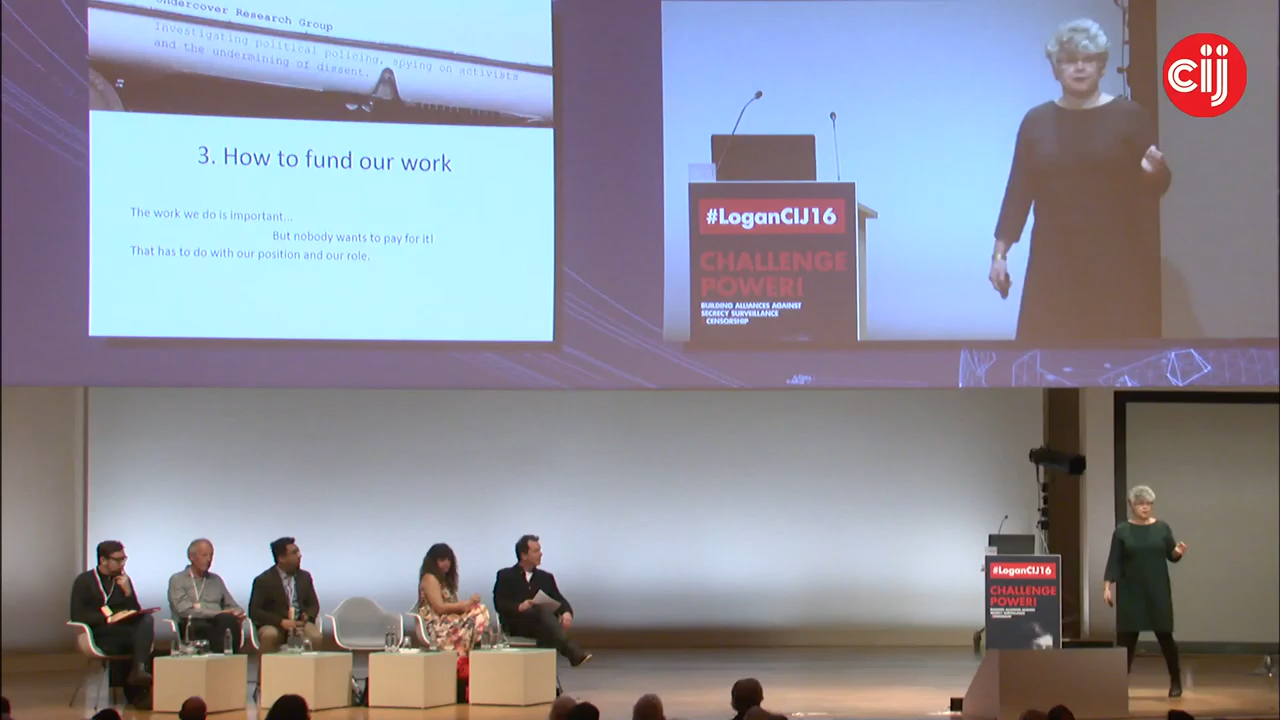 Undercover Research Group
Investigating political policing, spying on activists
and the undermining of dissent.
3. How to fund our work
The work we do is important...
But nobody wants to pay for it!
That has to do with our position and our role.
#LoganCIJ16
CHALLENGE
POWER!
BUILDING ALLIANCES AGAINST
SECRECY SURVEILLANCE
CENSORSHIP
cij
#LoganCIJ16
CHALLENGE
POWER!